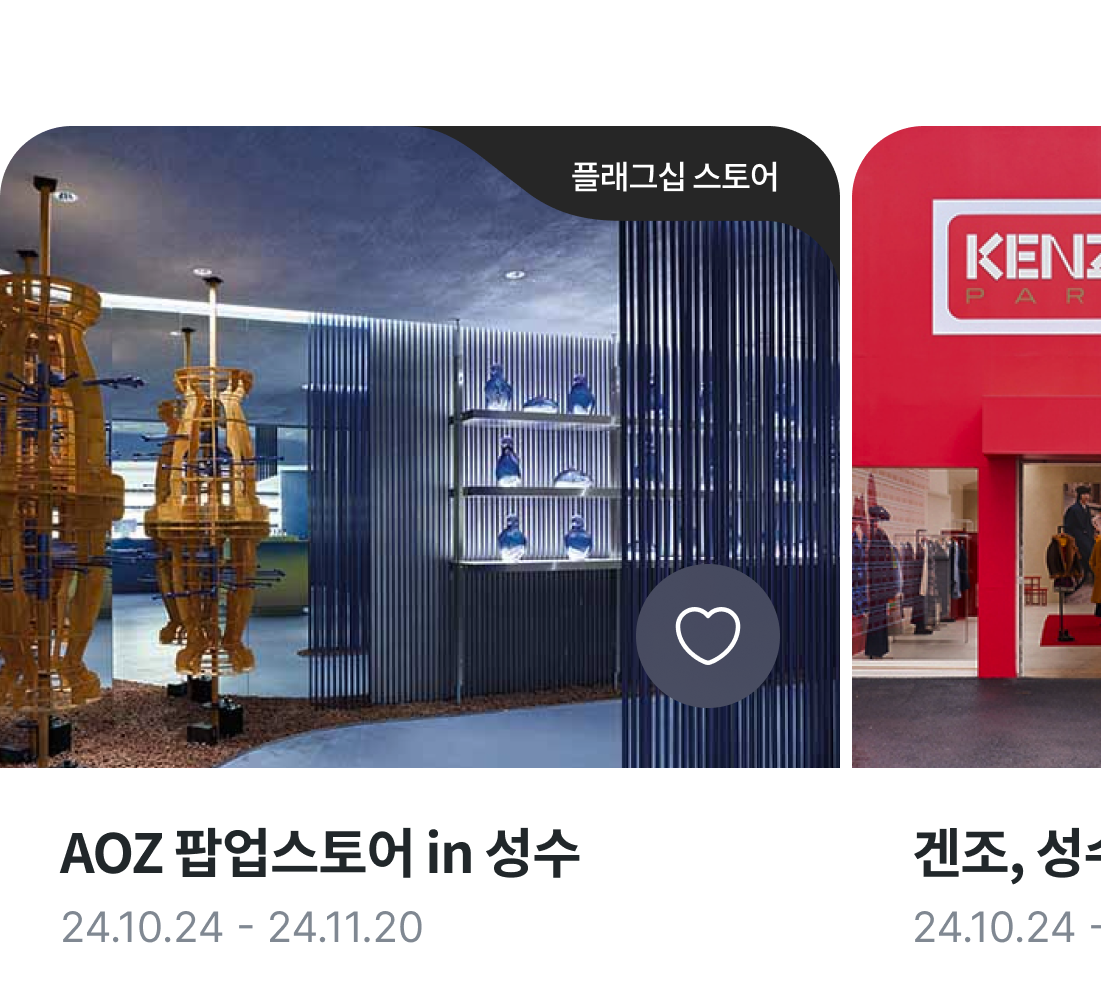 플래그십 스토어
KENZ
PAR
AOZ 팝업스토어 in 성수
24.10.24 - 24.11.20
겐조, 성수
24.10.24 -